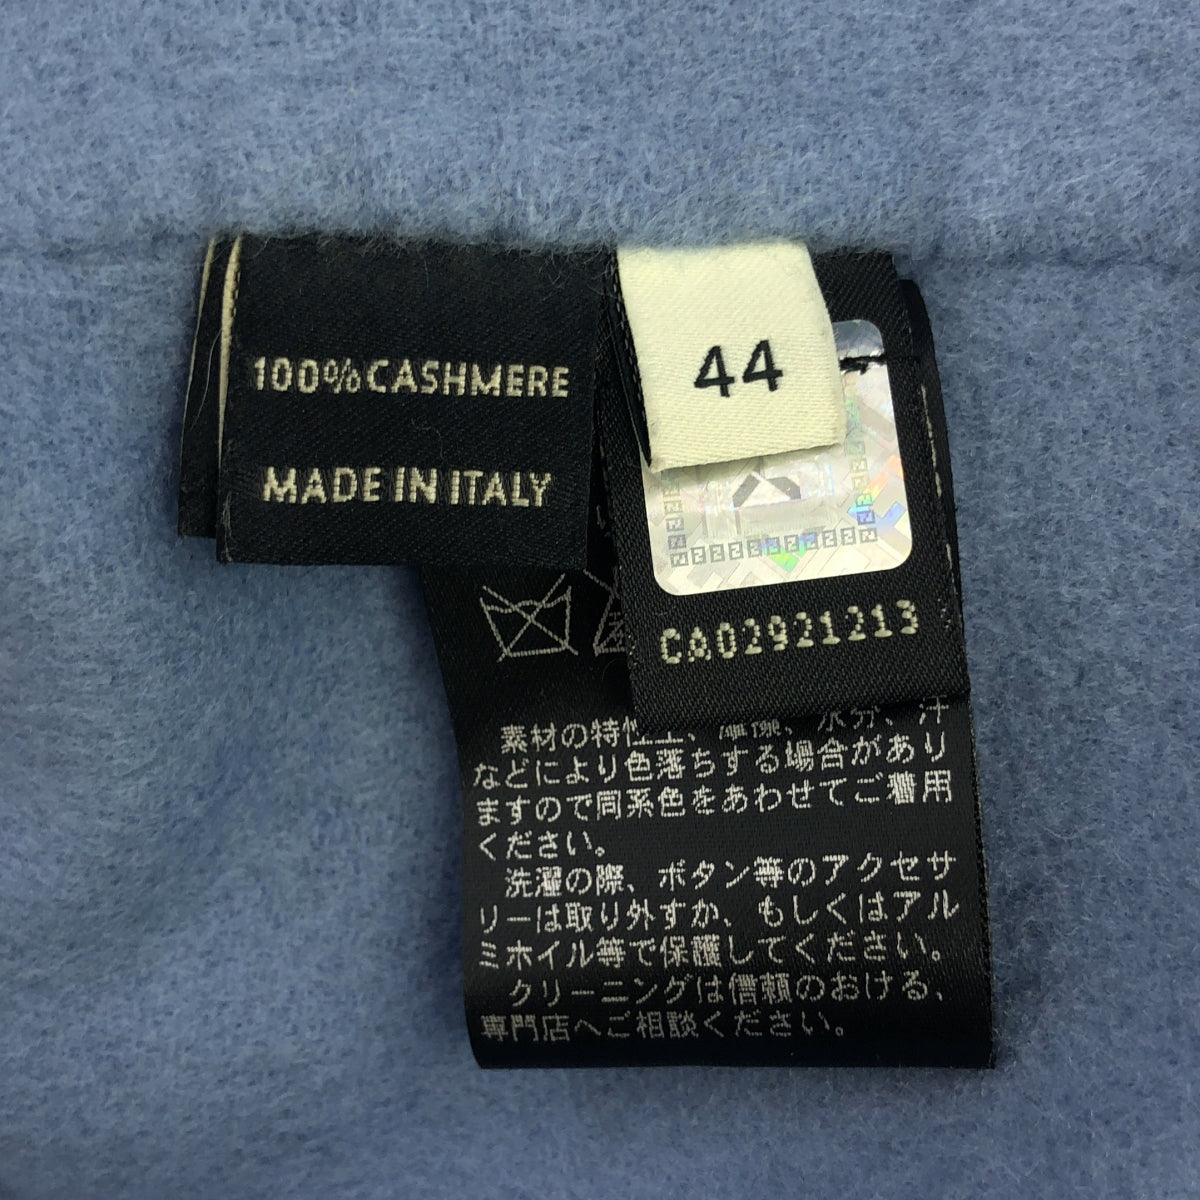 100% CASHMERE
MADE IN ITALY
44
CA02921213
素材の特性上、摩擦、水分、汗
などにより色落ちする場合があり
ますので同系色をあわせてご着用
ください。
洗濯の際、ボタン等のアクセサ
リーは取り外すか、もしくはアル
ミホイル等で保護してください。
クリーニングは信頼のおける、
専門店へご相談ください。